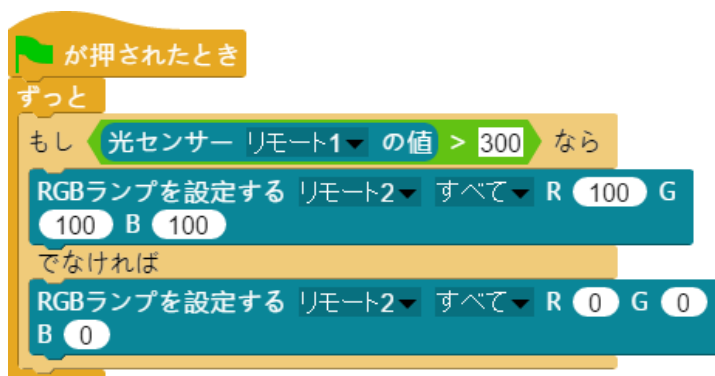 が押されたとき
ずっと
もし 光センサー リモート1 の値 > 300 なら
RGBランプを設定する リモート2 すべて R 100 G
100 B 100
でなければ
RGBランプを設定する リモート2 すべて R 0 G 0
B 0